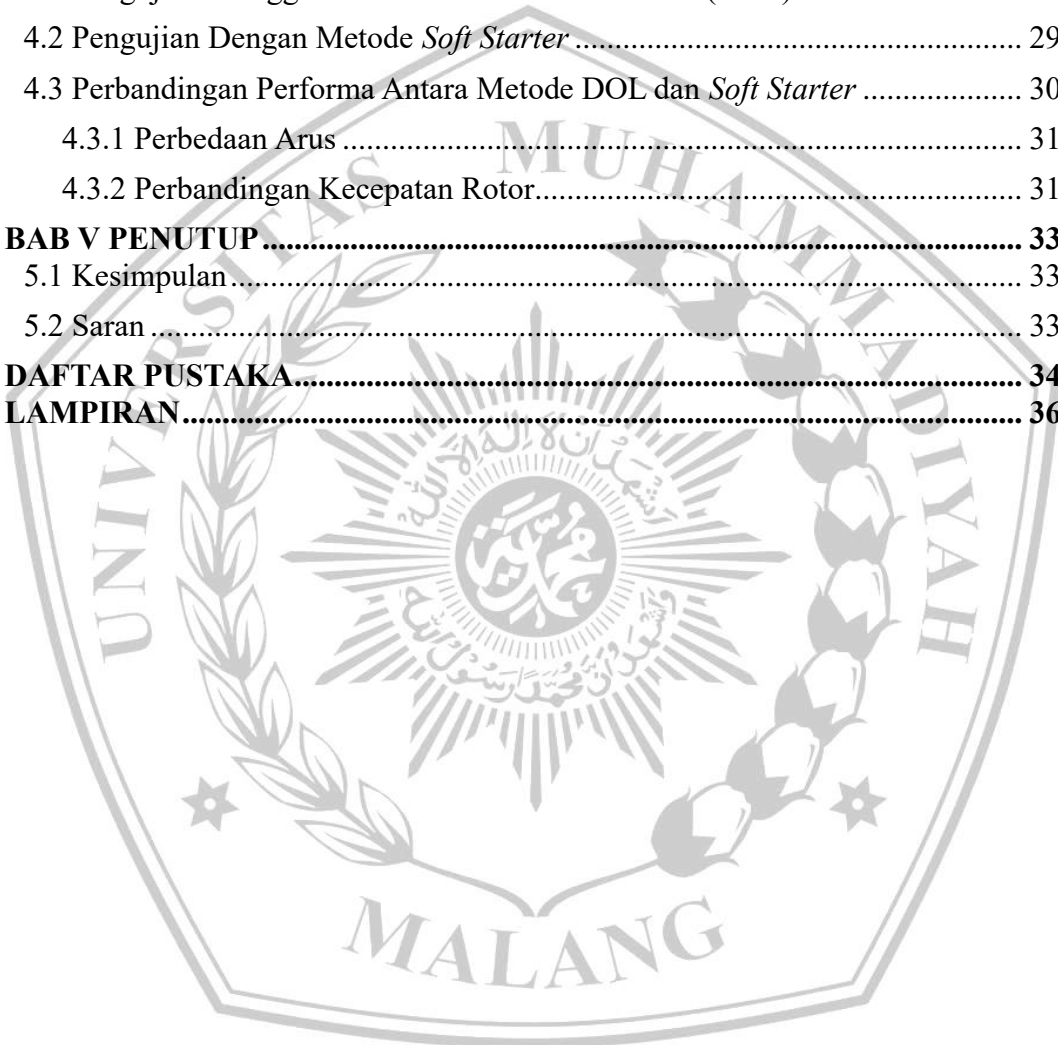 4.2 Pengujian Dengan Metode Soft Starter ........................................ 29
4.3 Perbandingan Performa Antara Metode DOL dan Soft Starter .................... 30
4.3.1 Perbedaan Arus ........................................ 31
4.3.2 Perbandingan Kecepatan Rotor........................................ 31
BAB V PENUTUP ........................................ 33
5.1 Kesimpulan ........................................ 33
5.2 Saran ........................................ 33
DAFTAR PUSTAKA ........................................ 34
LAMPIRAN ........................................ 36
UNIVERSITAS MUHAMMADIYAH
MALANG